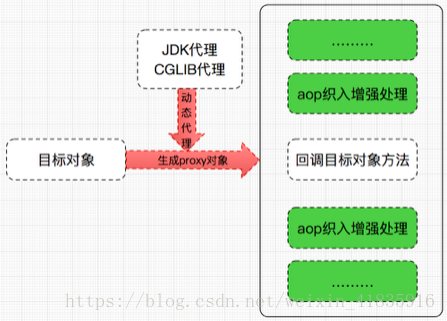 JDK代理
CGLIB代理
动态代理
目标对象
生成proxy对象
………
aop织入增强处理
回调目标对象方法
aop织入增强处理
………